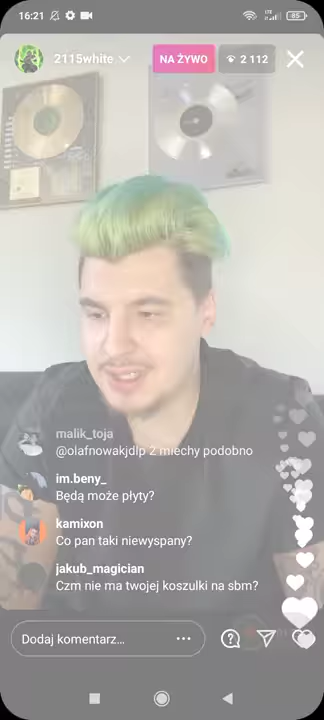 16:21
85
2115white
NA ŻYWO
2 112
malik_toja
@olafnowakjdlp 2 miechy podobno
im.beny_
Będą może płyty?
kamixon
Co pan taki niewyspany?
jakub_magician
Czm nie ma twojej koszulki na sbm?
Dodaj komentarz...